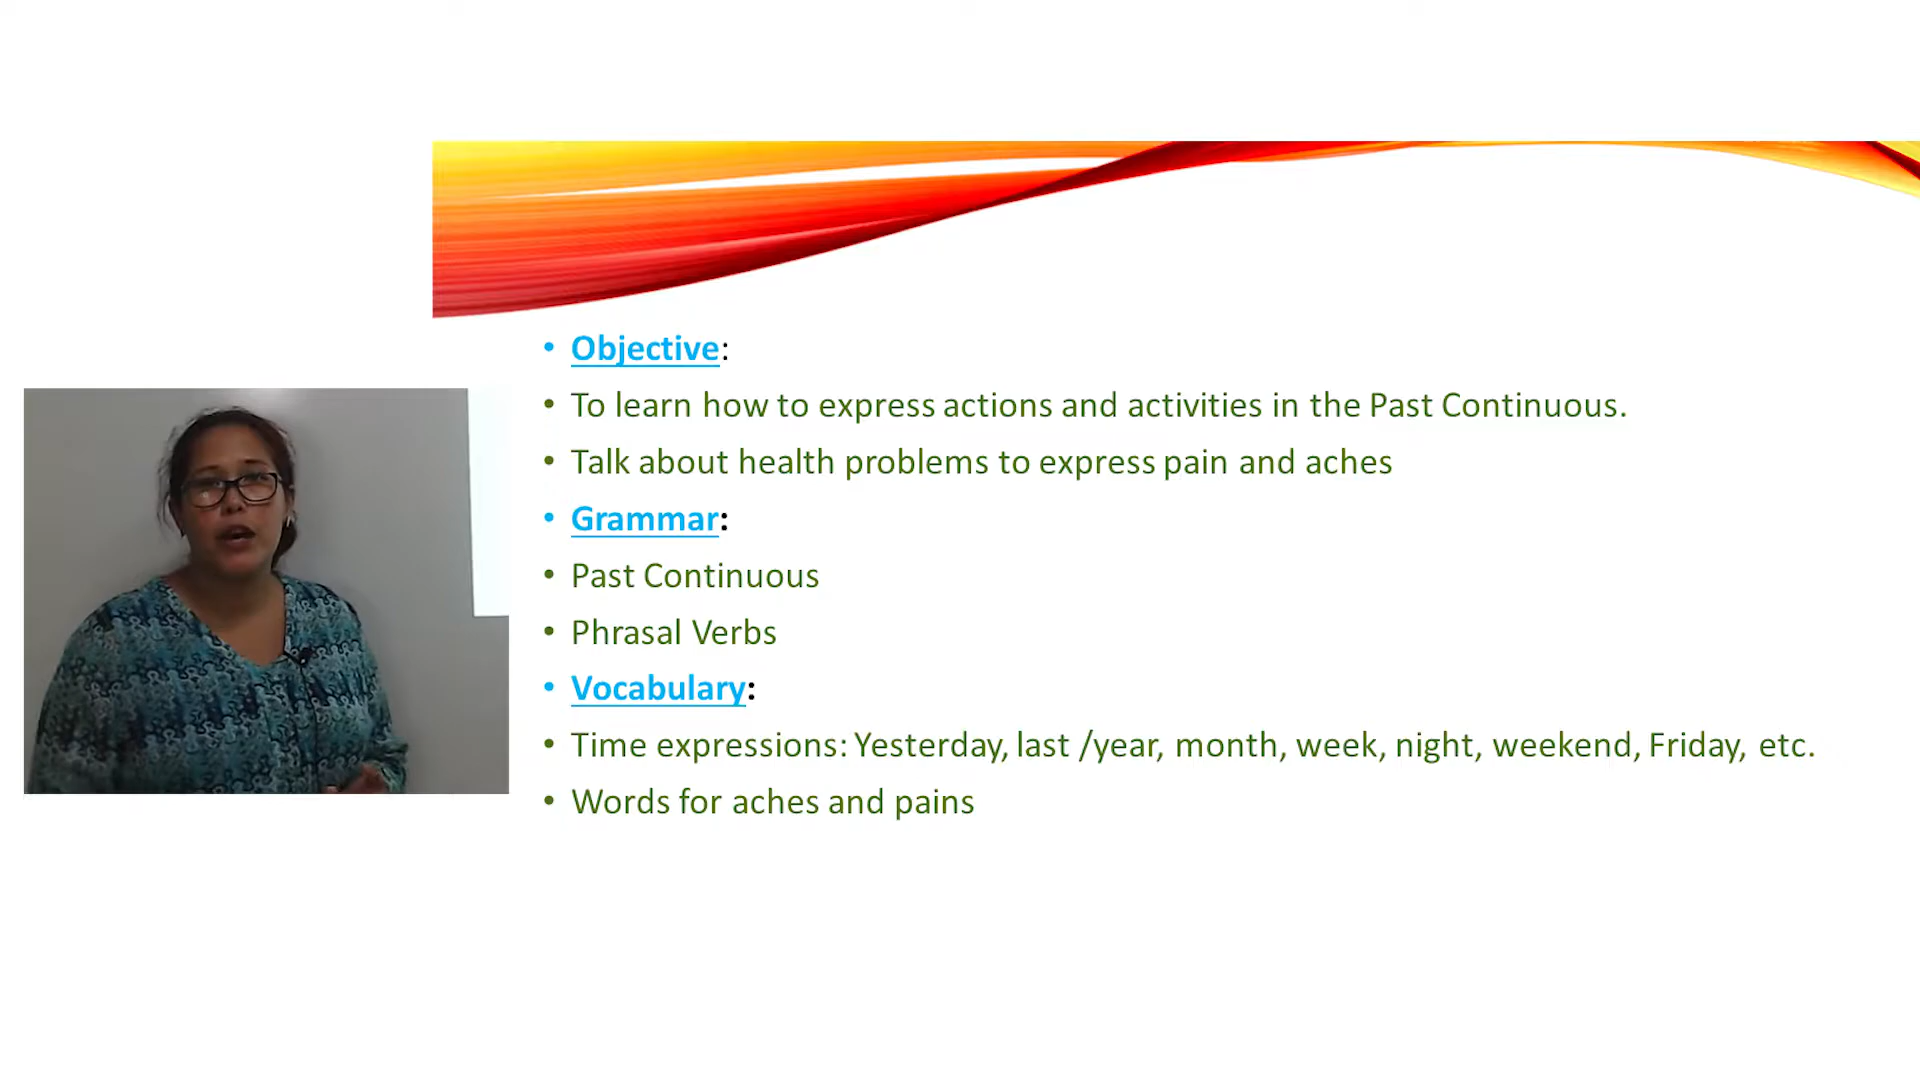 Objective:
To learn how to express actions and activities in the Past Continuous.
Talk about health problems to express pain and aches
Grammar:
Past Continuous
Phrasal Verbs
Vocabulary:
Time expressions: Yesterday, last /year, month, week, night, weekend, Friday, etc.
Words for aches and pains